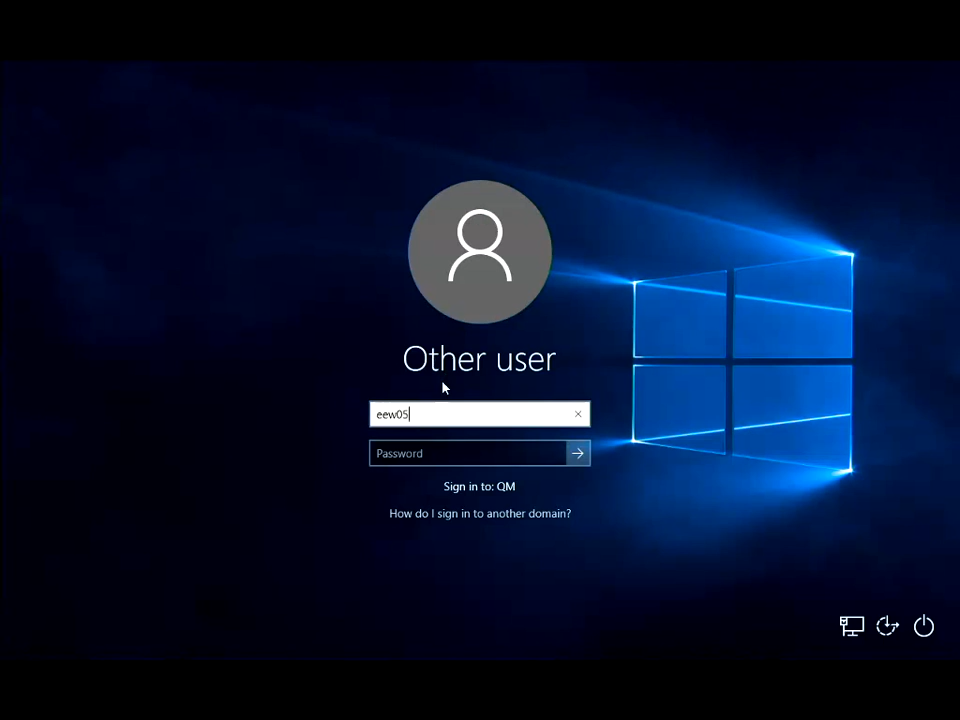 Other user
eew05
Password
Sign in to: QM
How do I sign in to another domain?